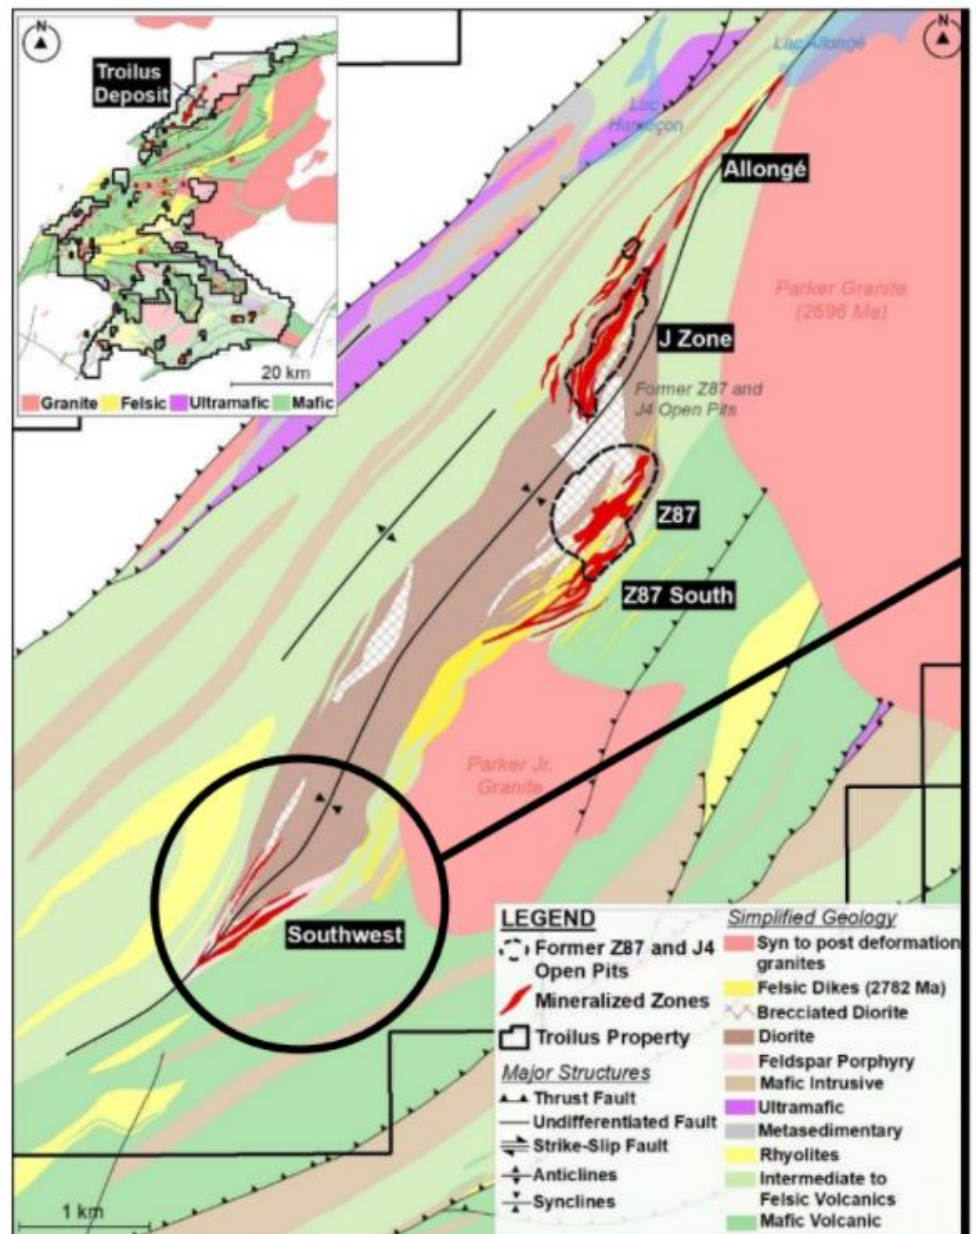 N
N
Troilus
Deposit
20 km
Granite Felsic Ultramafic Mafic
Lac Allongé
Lac
Hameçon
Allongé
Parker Granite
(2696 Ma)
J Zone
Former Z87 and
J4 Open Pits
Z87
Z87 South
Parker Jr.
Granite
Southwest
1 km
LEGEND
Former Z87 and J4
Open Pits
Mineralized Zones
Troilus Property
Major Structures
Thrust Fault
Undifferentiated Fault
Strike-Slip Fault
Anticlines
Synclines
Simplified Geology
Syn to post deformation
granites
Felsic Dikes (2782 Ma)
Brecciated Diorite
Diorite
Feldspar Porphyry
Mafic Intrusive
Ultramafic
Metasedimentary
Rhyolites
Intermediate to
Felsic Volcanics
Mafic Volcanic